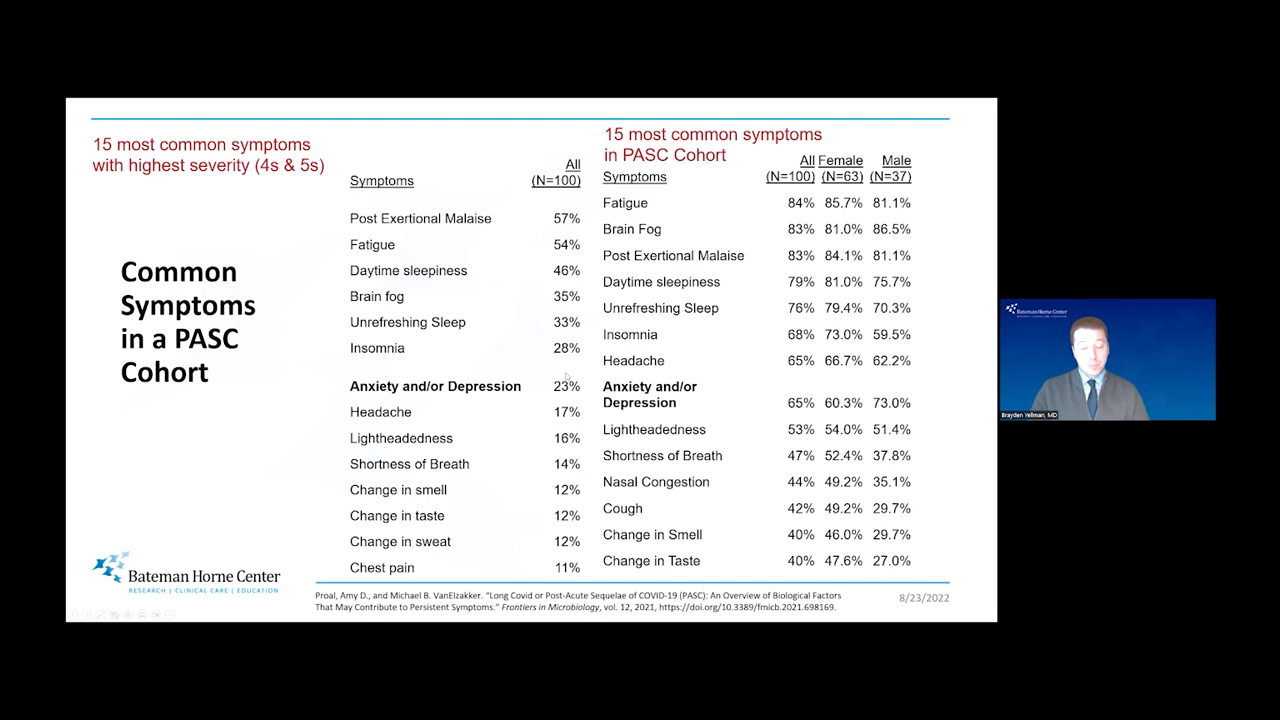 15 most common symptoms
with highest severity (4s & 5s)
Common
Symptoms
in a PASC
Cohort
Symptoms All
(N=100)
Post Exertional Malaise 57%
Fatigue 54%
Daytime sleepiness 46%
Brain fog 35%
Unrefreshing Sleep 33%
Insomnia 28%
Anxiety and/or Depression 23%
Headache 17%
Lightheadedness 16%
Shortness of Breath 14%
Change in smell 12%
Change in taste 12%
Change in sweat 12%
Chest pain 11%
15 most common symptoms
in PASC Cohort
All Female Male
Symptoms (N=100) (N=63) (N=37)
Fatigue 84% 85.7% 81.1%
Brain Fog 83% 81.0% 86.5%
Post Exertional Malaise 83% 84.1% 81.1%
Daytime sleepiness 79% 81.0% 75.7%
Unrefreshing Sleep 76% 79.4% 70.3%
Insomnia 68% 73.0% 59.5%
Headache 65% 66.7% 62.2%
Anxiety and/or
Depression 65% 60.3% 73.0%
Lightheadedness 53% 54.0% 51.4%
Shortness of Breath 47% 52.4% 37.8%
Nasal Congestion 44% 49.2% 35.1%
Cough 42% 49.2% 29.7%
Change in Smell 40% 46.0% 29.7%
Change in Taste 40% 47.6% 27.0%
Bateman Horne Center
RESEARCH | CLINICAL CARE | EDUCATION
Proal, Amy D., and Michael B. VanElzakker. "Long Covid or Post-Acute Sequelae of COVID-19 (PASC): An Overview of Biological Factors
That May Contribute to Persistent Symptoms." Frontiers in Microbiology, vol. 12, 2021, https://doi.org/10.3389/fmicb.2021.698169.
8/23/2022
Bateman Horne Center
RESEARCH | CLINICAL CARE | EDUCATION
Brayden Yellman, MD